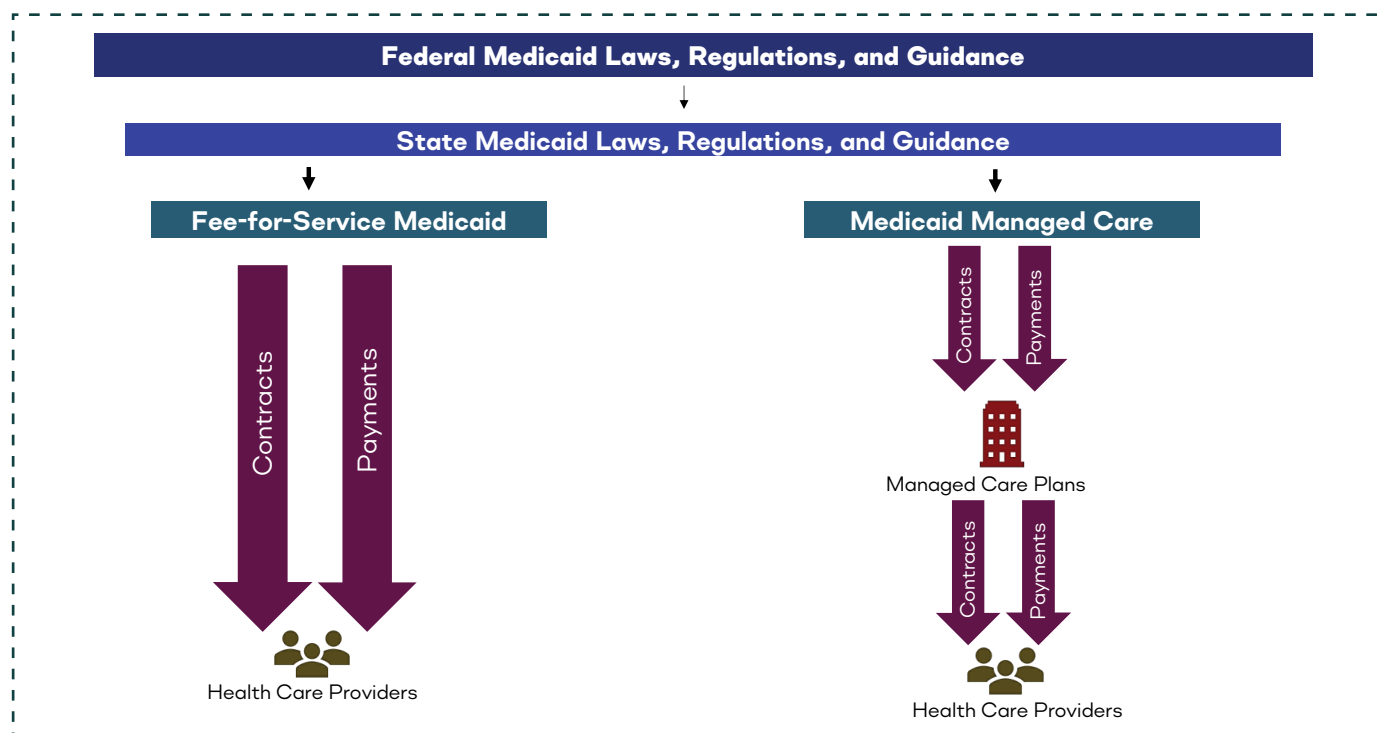 Federal Medicaid Laws, Regulations, and Guidance
State Medicaid Laws, Regulations, and Guidance
Fee-for-Service Medicaid
Contracts
Payments
Health Care Providers
Medicaid Managed Care
Contracts
Payments
Managed Care Plans
Contracts
Payments
Health Care Providers